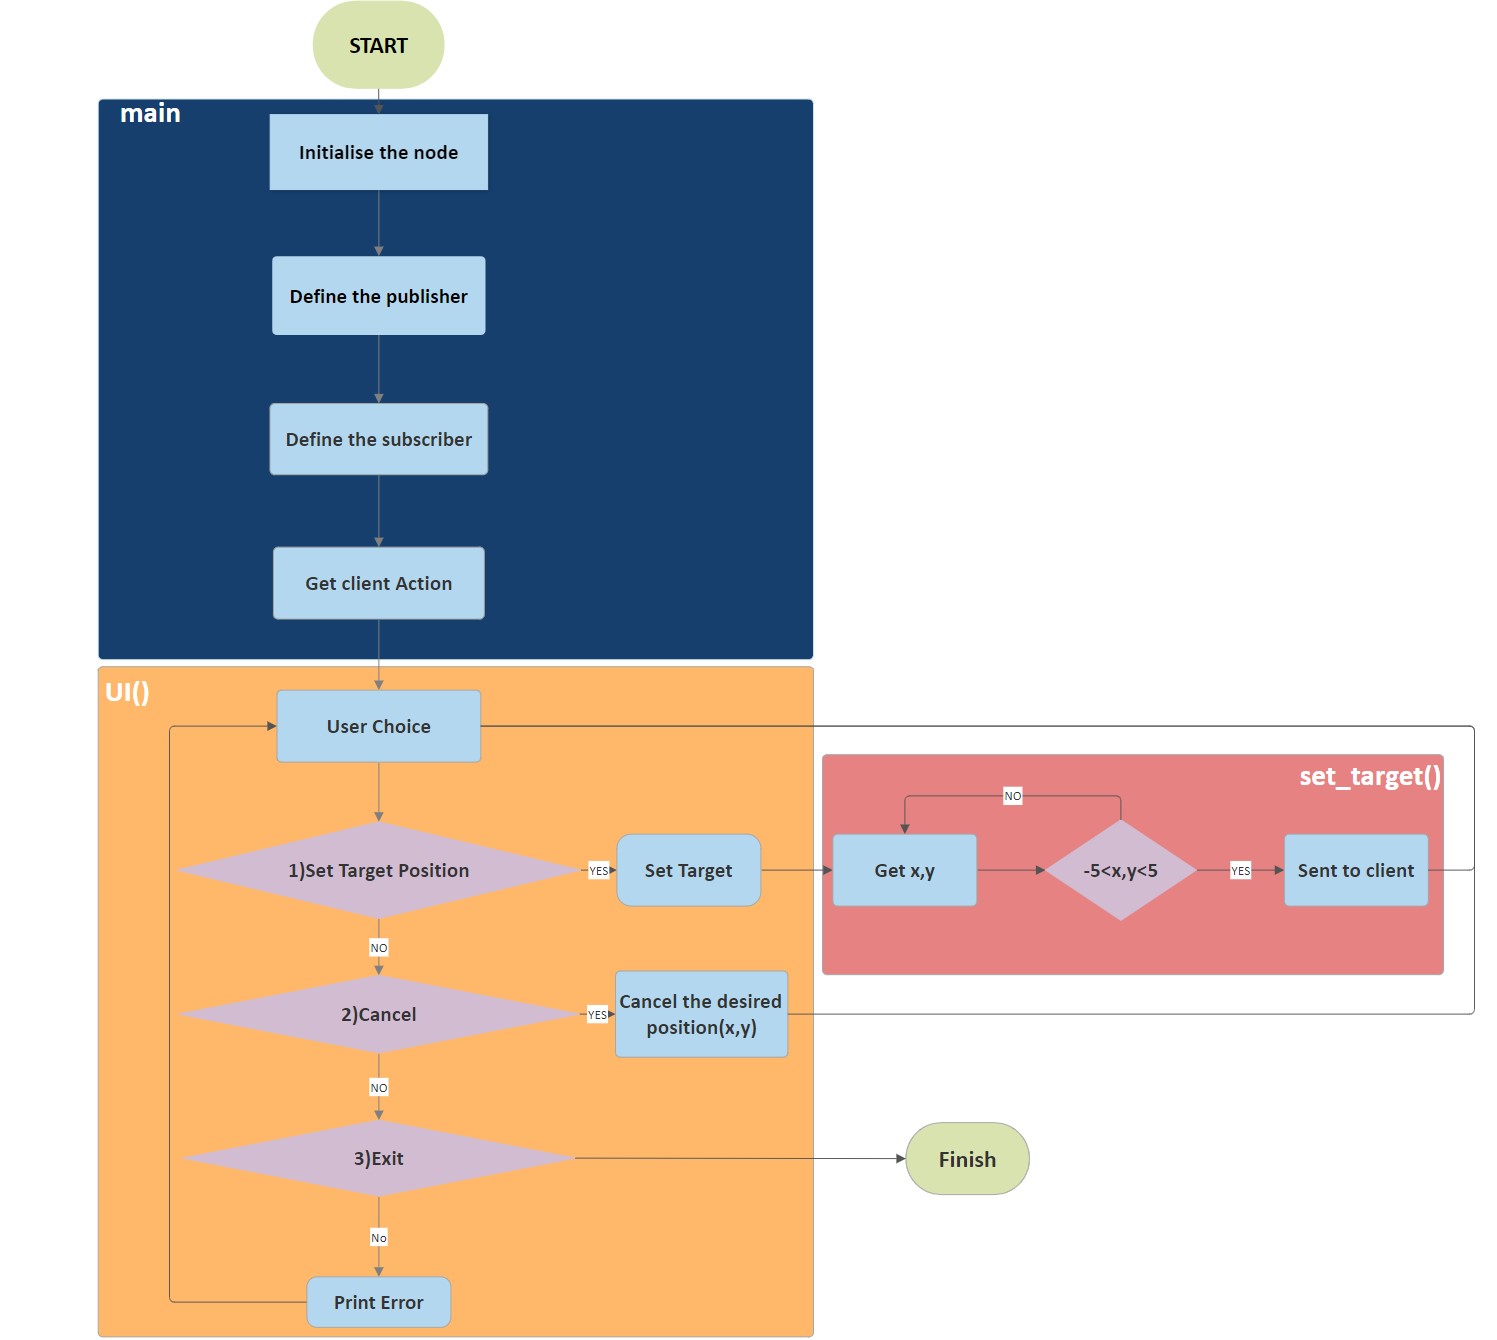 START
main
Initialise the node
Define the publisher
Define the subscriber
Get client Action
UI()
User Choice
set_target()
NO
1)Set Target Position
YES
Set Target
Get x,y
-5<x,y<5
YES
Sent to client
NO
2)Cancel
YES
Cancel the desired
position(x,y)
NO
3)Exit
Finish
No
Print Error